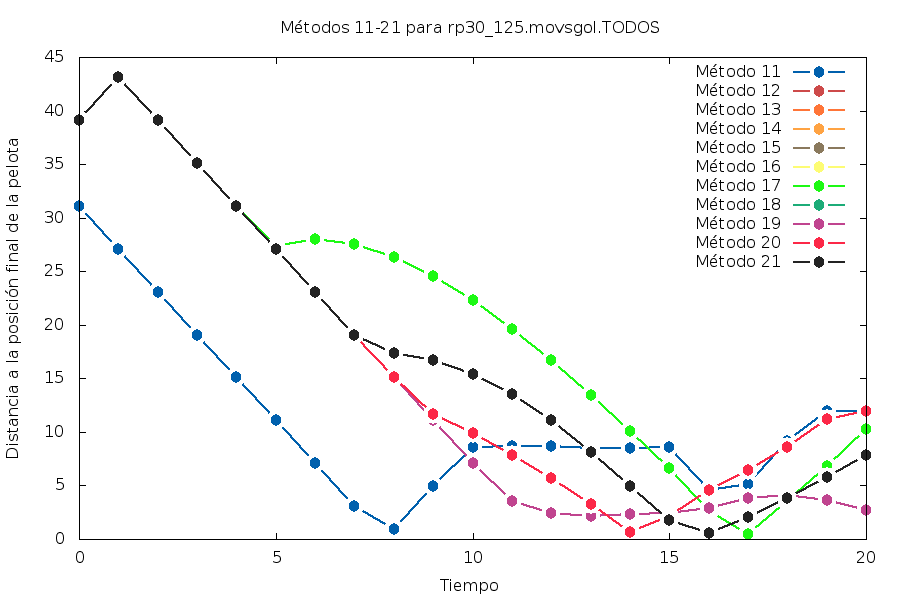 Métodos 11-21 para rp30_125.movsgol.TODOS
Distancia a la posición final de la pelota
45
40
35
30
25
20
15
10
5
0
Método 11
Método 12
Método 13
Método 14
Método 15
Método 16
Método 17
Método 18
Método 19
Método 20
Método 21
0 5 10 15 20
Tiempo